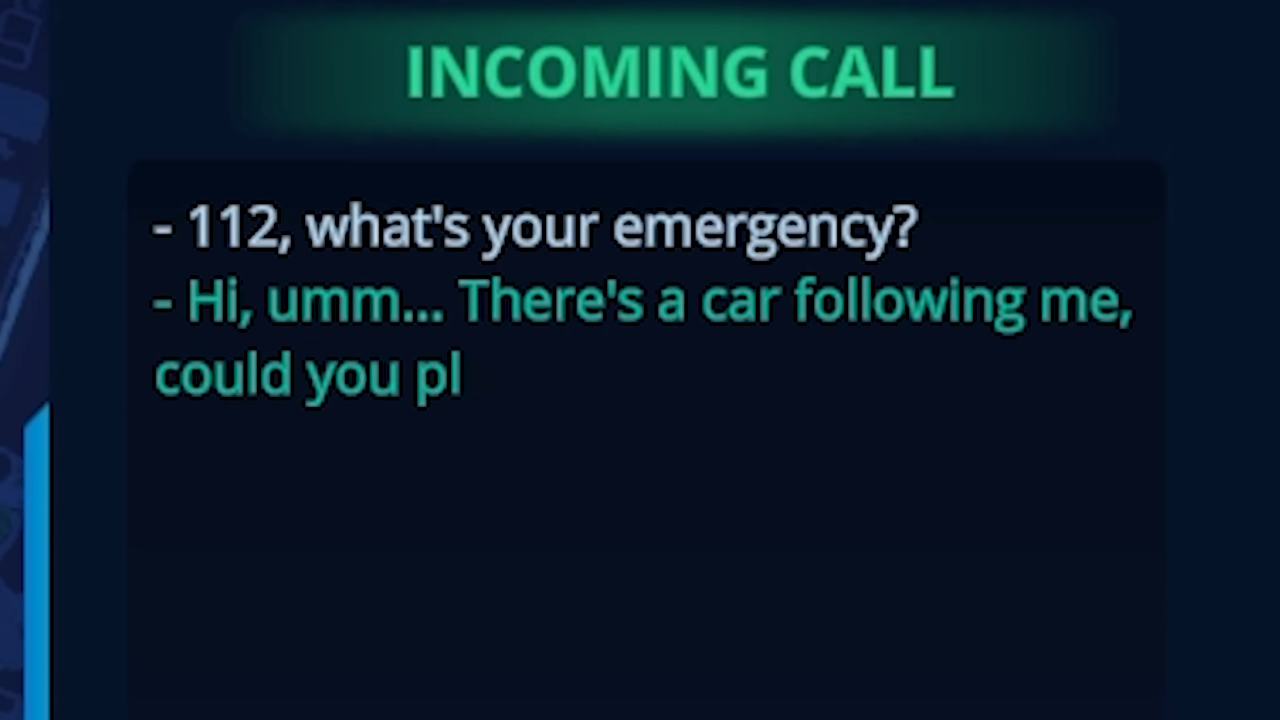 INCOMING CALL
- 112, what's your emergency?
- Hi, umm... There's a car following me,
could you pl